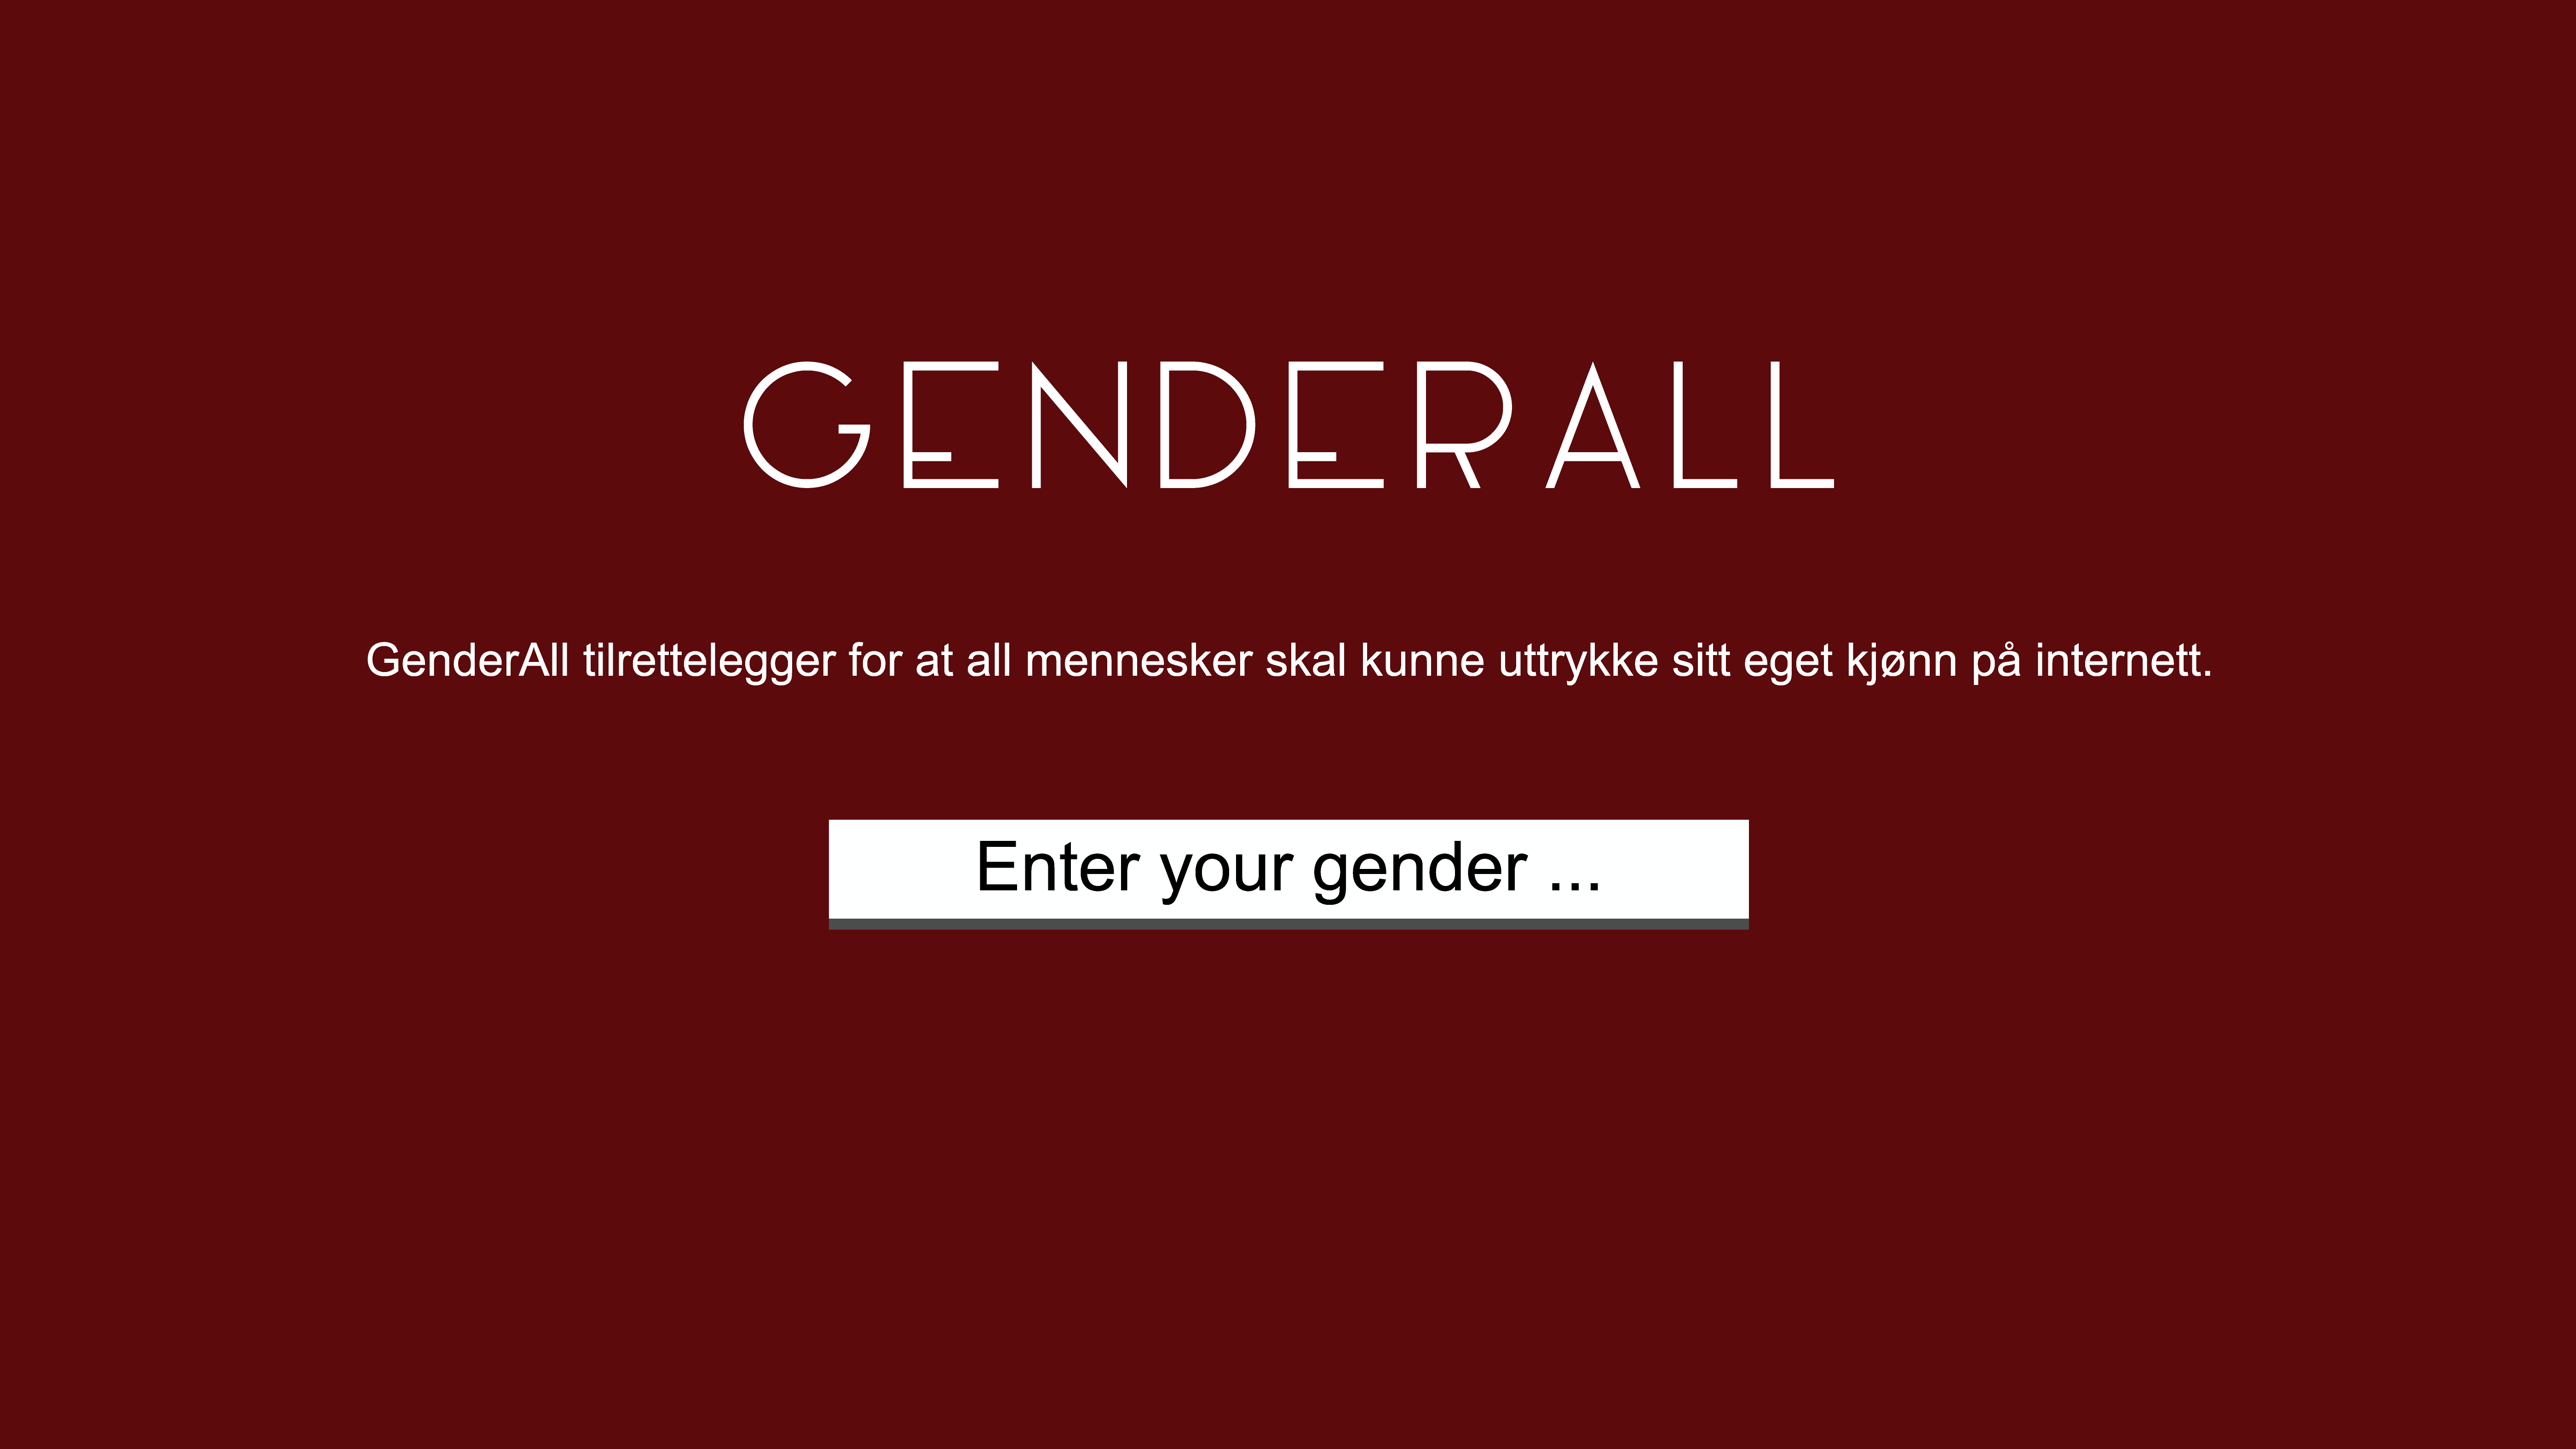 GENDERALL
GenderAll tilrettelegger for at all mennesker skal kunne uttrykke sitt eget kjønn på internett.
Enter your gender ...